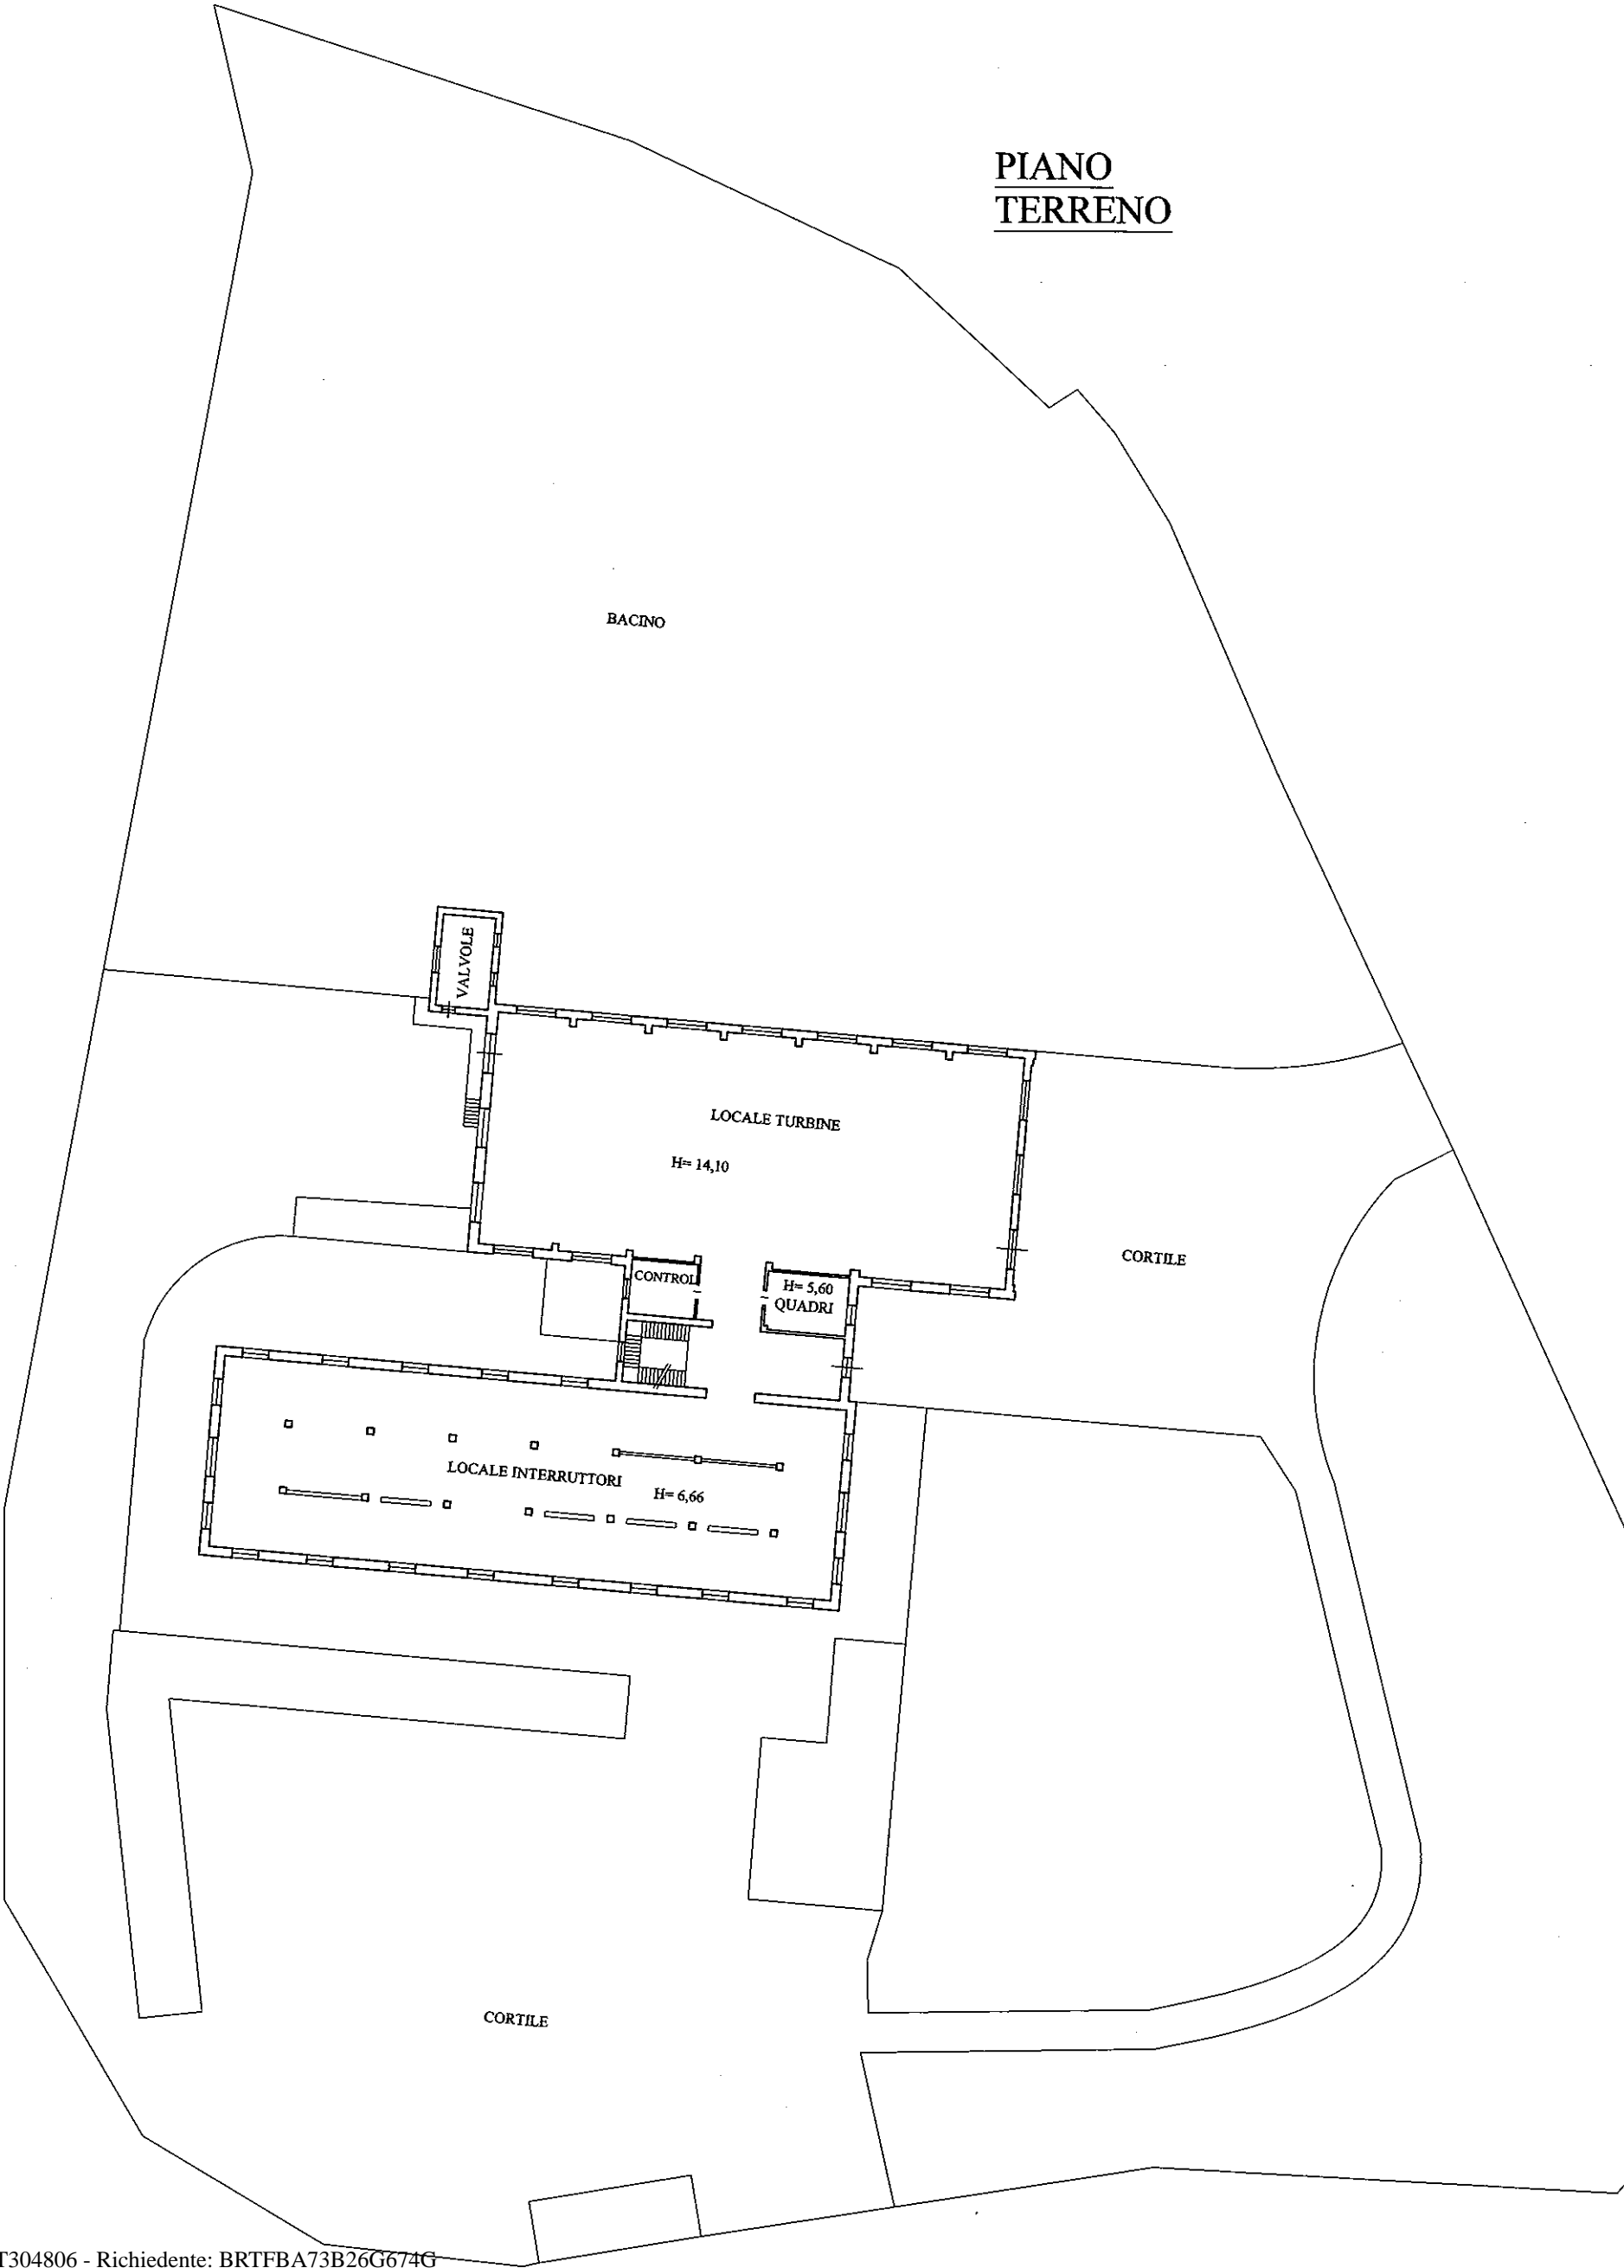 PIANO
TERRENO
BACINO
VALVOLE
LOCALE TURBINE
H= 14,10
CORTILE
CONTROL
H= 5,60
QUADRI
LOCALE INTERRUTTORI
H= 6,66
CORTILE
T304806 - Richiedente: BRTFBA73B26G674G